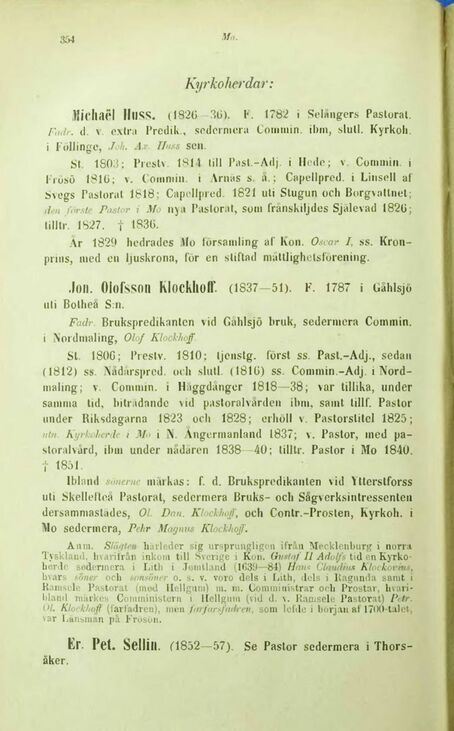 354
Mo.
Kyrkoherdar:
Michaël Huss. (1826—36). F. 1782 i Selångers Pastorat.
Fadr. d. v. extra Predik., sedermera Commin. ibm, slutl. Kyrkoh.
i Föllinge, Joh. Ax. Huss sen.
St. 1803; Prestv. 1814 till Past.-Adj. i Hede; v. Commin. i
Frösö 1816; v. Commin. i Arnäs s. å.; Capellpred. i Linsell af
Svegs Pastorat 1818; Capellpred. 1821 uti Stugun och Borgvattnet;
den förste Pastor i Mo nya Pastorat, som frånskiljdes Själevad 1826;
tilltr. 1827. † 1836.
År 1829 hedrades Mo församling af Kon. Oscar I, ss. Kron-
prins, med en ljuskrona, för en stiftad måttlighetsförening.
Jon. Olofsson Klockhoff. (1837—51). F. 1787 i Gåhlsjö
uti Botheå S:n.
Fadr. Brukspredikanten vid Gåhlsjö bruk, sedermera Commin.
i Nordmaling, Olof Klockhoff.
St. 1806; Prestv. 1810; tjenstg. först ss. Past.-Adj., sedan
(1812) ss. Nådårspred. och slutl. (1816) ss. Commin.-Adj. i Nord-
maling; v. Commin. i Häggdånger 1818—38; var tillika, under
samma tid, biträdande vid pastoralvården ibm, samt tillf. Pastor
under Riksdagarna 1823 och 1828; erhöll v. Pastorstitel 1825;
utn. Kyrkoherde i Mo i N. Ångermanland 1837; v. Pastor, med pa-
storalvård, ibm under nådåren 1838—40; tilltr. Pastor i Mo 1840.
† 1851.
Ibland sönerne märkas: f. d. Brukspredikanten vid Ytterstforss
uti Skellefteå Pastorat, sedermera Bruks- och Sågverksintressenten
dersammastädes, Ol. Dan. Klockhoff, och Contr.-Prosten, Kyrkoh. i
Mo sedermera, Pehr Magnus Klockhoff.
Anm. Slägten härleder sig ursprungligen ifrån Mecklenburg i norra
Tyskland, hvarifrån inkom till Sverige i Kon. Gustaf II Adolfs tid en Kyrko-
herde sedermera i Lith i Jemtland (1639—84) Hans Claudius Klockovius,
hvars söner och sonsöner o. s. v. voro dels i Lith, dels i Ragunda samt i
Ramsele Pastorat (med Hellgum) m. m. Comministrar och Prostar, hvari-
bland märkes Comministern i Hellgum (vid d. v. Ramsele Pastorat) Petr.
Ol. Klockhoff (farfadren), men farfarsfadren, som lefde i början af 1700-talet,
var Länsman på Frösön.
Er. Pet. Sellin. (1852—57). Se Pastor sedermera i Thors-
åker.